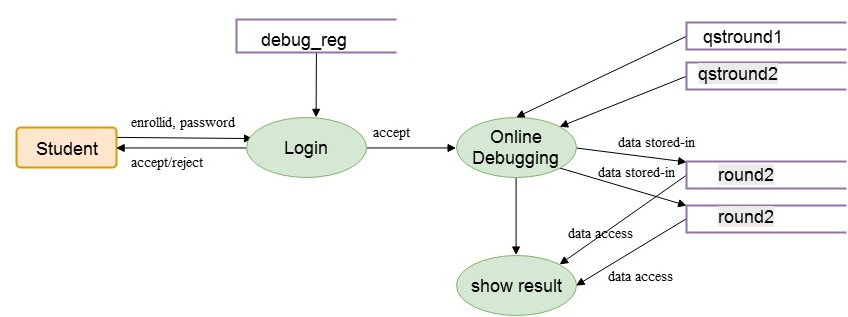 debug_reg
qstround1
qstround2
enrollid, password
Student
accept/reject
Login
accept
Online
Debugging
data stored-in
data stored-in
round2
round2
data access
data access
show result